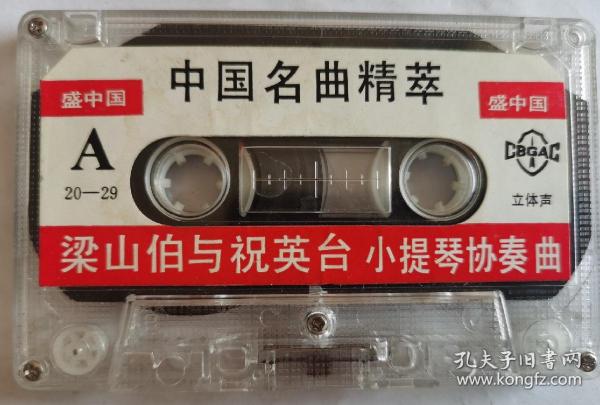 中国名曲精萃
盛中国
盛中国
A
20—29
CBGAC
立体声
梁山伯与祝英台 小提琴协奏曲
孔夫子旧书网
www.kongfz.com